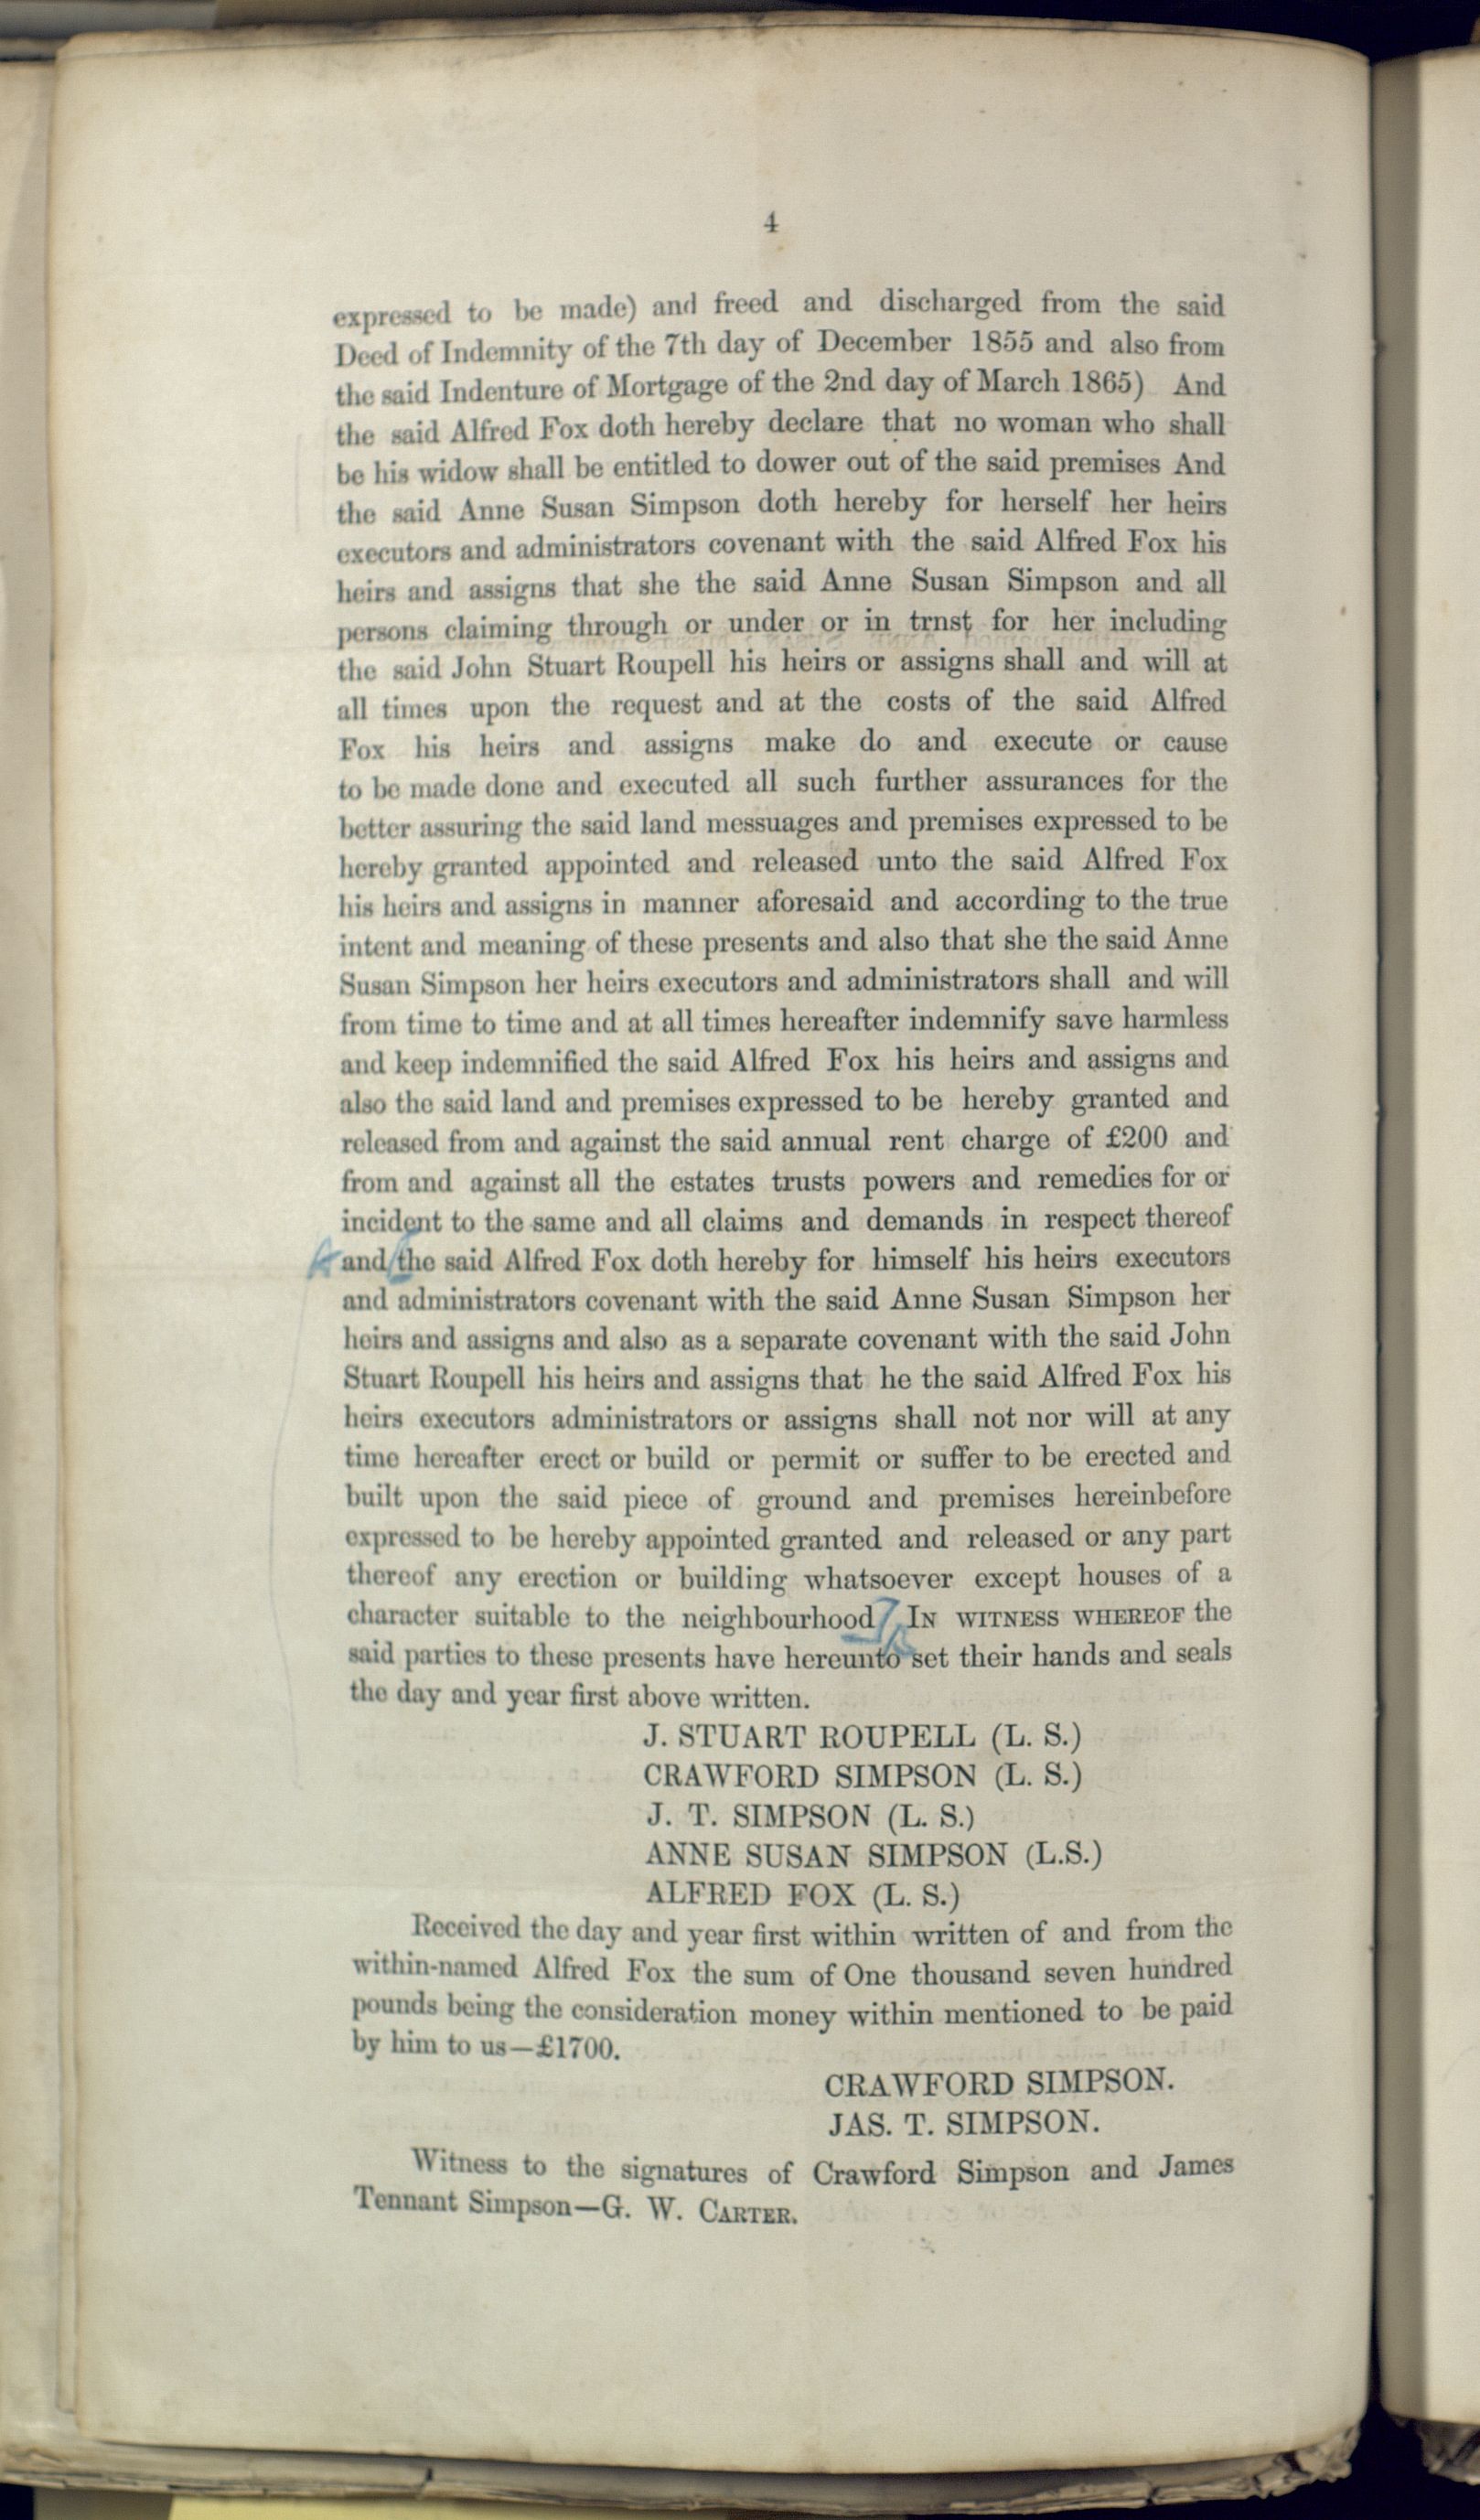 4
expressed to be made) and freed and discharged from the said
Deed of Indemnity of the 7th day of December 1855 and also from
the said Indenture of Mortgage of the 2nd day of March 1865) And
the said Alfred Fox doth hereby declare that no woman who shall
be his widow shall be entitled to dower out of the said premises And
the said Anne Susan Simpson doth hereby for herself her heirs
executors and administrators covenant with the said Alfred Fox his
heirs and assigns that she the said Anne Susan Simpson and all
persons claiming through or under or in trnst for her including
the said John Stuart Roupell his heirs or assigns shall and will at
all times upon the request and at the costs of the said Alfred
Fox his heirs and assigns make do and execute or cause
to be made done and executed all such further assurances for the
better assuring the said land messuages and premises expressed to be
hereby granted appointed and released unto the said Alfred Fox
his heirs and assigns in manner aforesaid and according to the true
intent and meaning of these presents and also that she the said Anne
Susan Simpson her heirs executors and administrators shall and will
from time to time and at all times hereafter indemnify save harmless
and keep indemnified the said Alfred Fox his heirs and assigns and
also the said land and premises expressed to be hereby granted and
released from and against the said annual rent charge of £200 and
from and against all the estates trusts powers and remedies for or
incident to the same and all claims and demands in respect thereof
and the said Alfred Fox doth hereby for himself his heirs executors
and administrators covenant with the said Anne Susan Simpson her
heirs and assigns and also as a separate covenant with the said John
Stuart Roupell his heirs and assigns that he the said Alfred Fox his
heirs executors administrators or assigns shall not nor will at any
time hereafter erect or build or permit or suffer to be erected and
built upon the said piece of ground and premises hereinbefore
expressed to be hereby appointed granted and released or any part
thereof any erection or building whatsoever except houses of a
character suitable to the neighbourhood IN WITNESS WHEREOF the
said parties to these presents have hereunto set their hands and seals
the day and year first above written.
J. STUART ROUPELL (L. S.)
CRAWFORD SIMPSON (L. S.)
J. T. SIMPSON (L. S.)
ANNE SUSAN SIMPSON (L.S.)
ALFRED FOX (L. S.)
Received the day and year first within written of and from the
within-named Alfred Fox the sum of One thousand seven hundred
pounds being the consideration money within mentioned to be paid
by him to us—£1700.
CRAWFORD SIMPSON.
JAS. T. SIMPSON.
Witness to the signatures of Crawford Simpson and James
Tennant Simpson—G. W. CARTER.